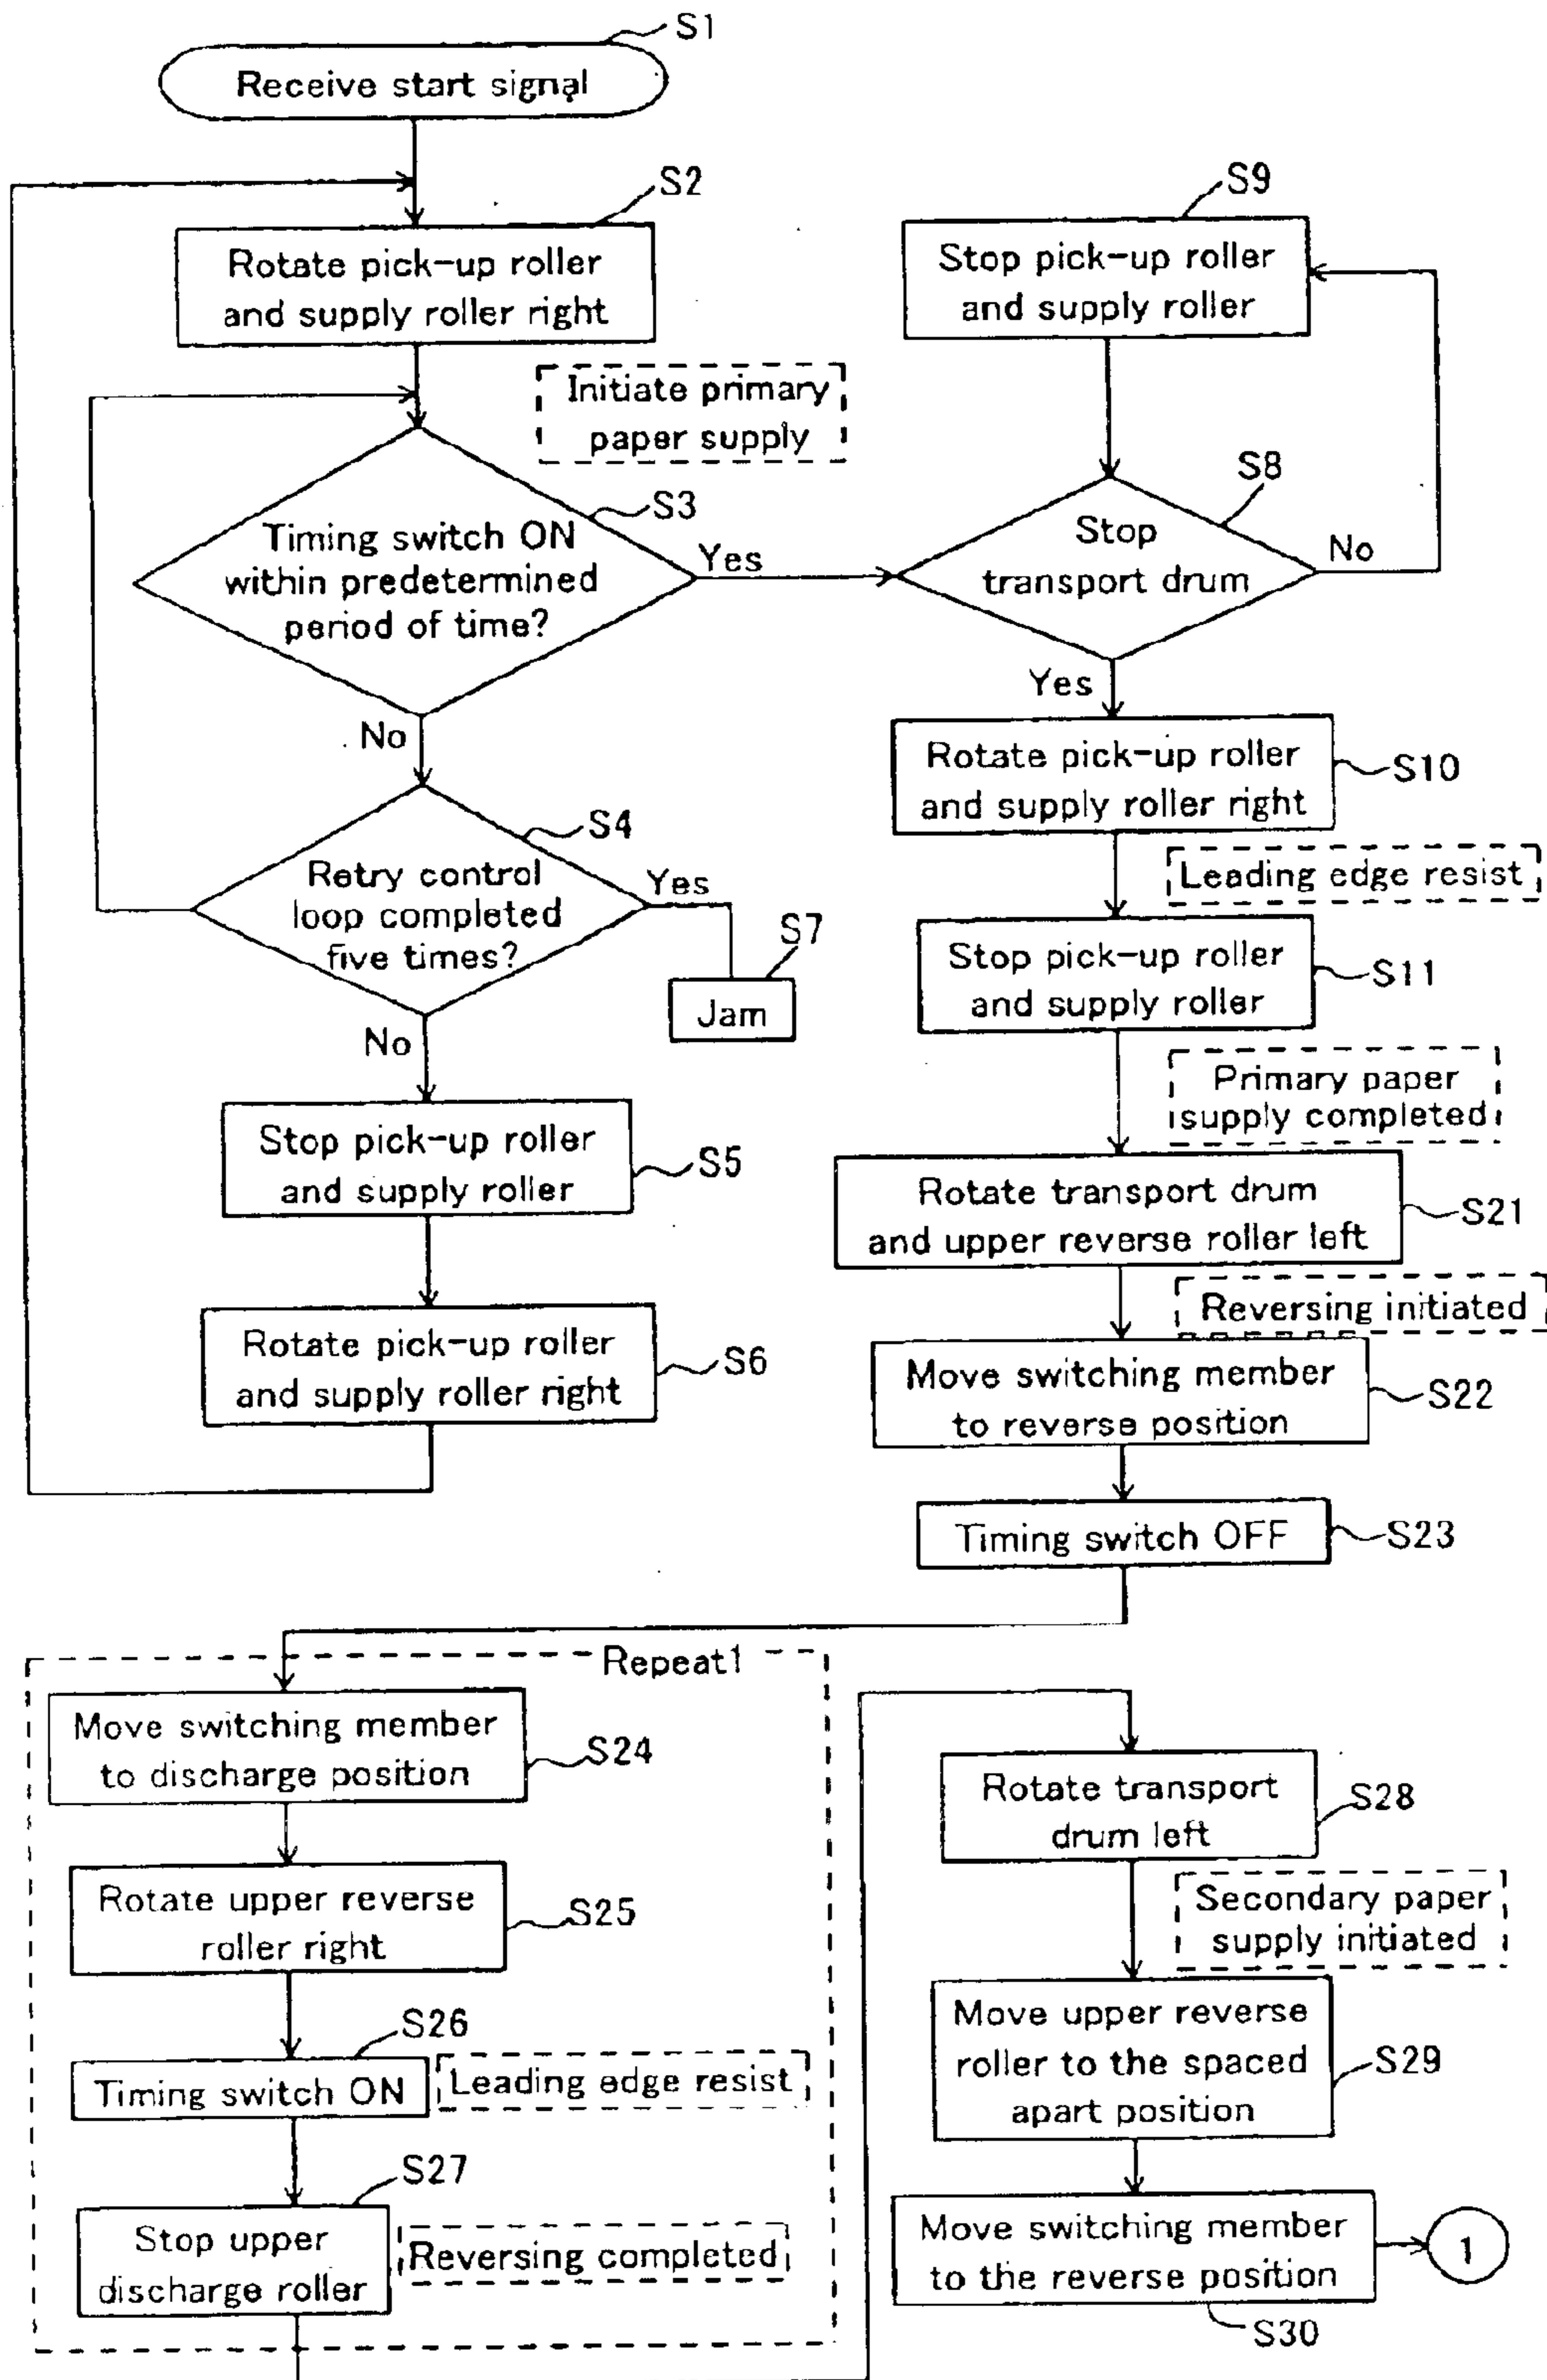 S1
Receive start signal
S2
Rotate pick-up roller
and supply roller right
Initiate primary
paper supply
S3
Timing switch ON
within predetermined
period of time?
Yes
No
S4
Retry control
loop completed
five times?
Yes
S7
Jam
No
Stop pick-up roller
and supply roller
S5
Rotate pick-up roller
and supply roller right
S6
S9
Stop pick-up roller
and supply roller
S8
Stop
transport drum
No
Yes
Rotate pick-up roller
and supply roller right
S10
Leading edge resist
Stop pick-up roller
and supply roller
S11
Primary paper
supply completed
Rotate transport drum
and upper reverse roller left
S21
Reversing initiated
Move switching member
to reverse position
S22
Timing switch OFF
S23
Repeat1
Move switching member
to discharge position
S24
Rotate upper reverse
roller right
S25
S26
Timing switch ON
Leading edge resist
S27
Stop upper
discharge roller
Reversing completed
Rotate transport
drum left
S28
Secondary paper
supply initiated
Move upper reverse
roller to the spaced
apart position
S29
Move switching member
to the reverse position
1
S30